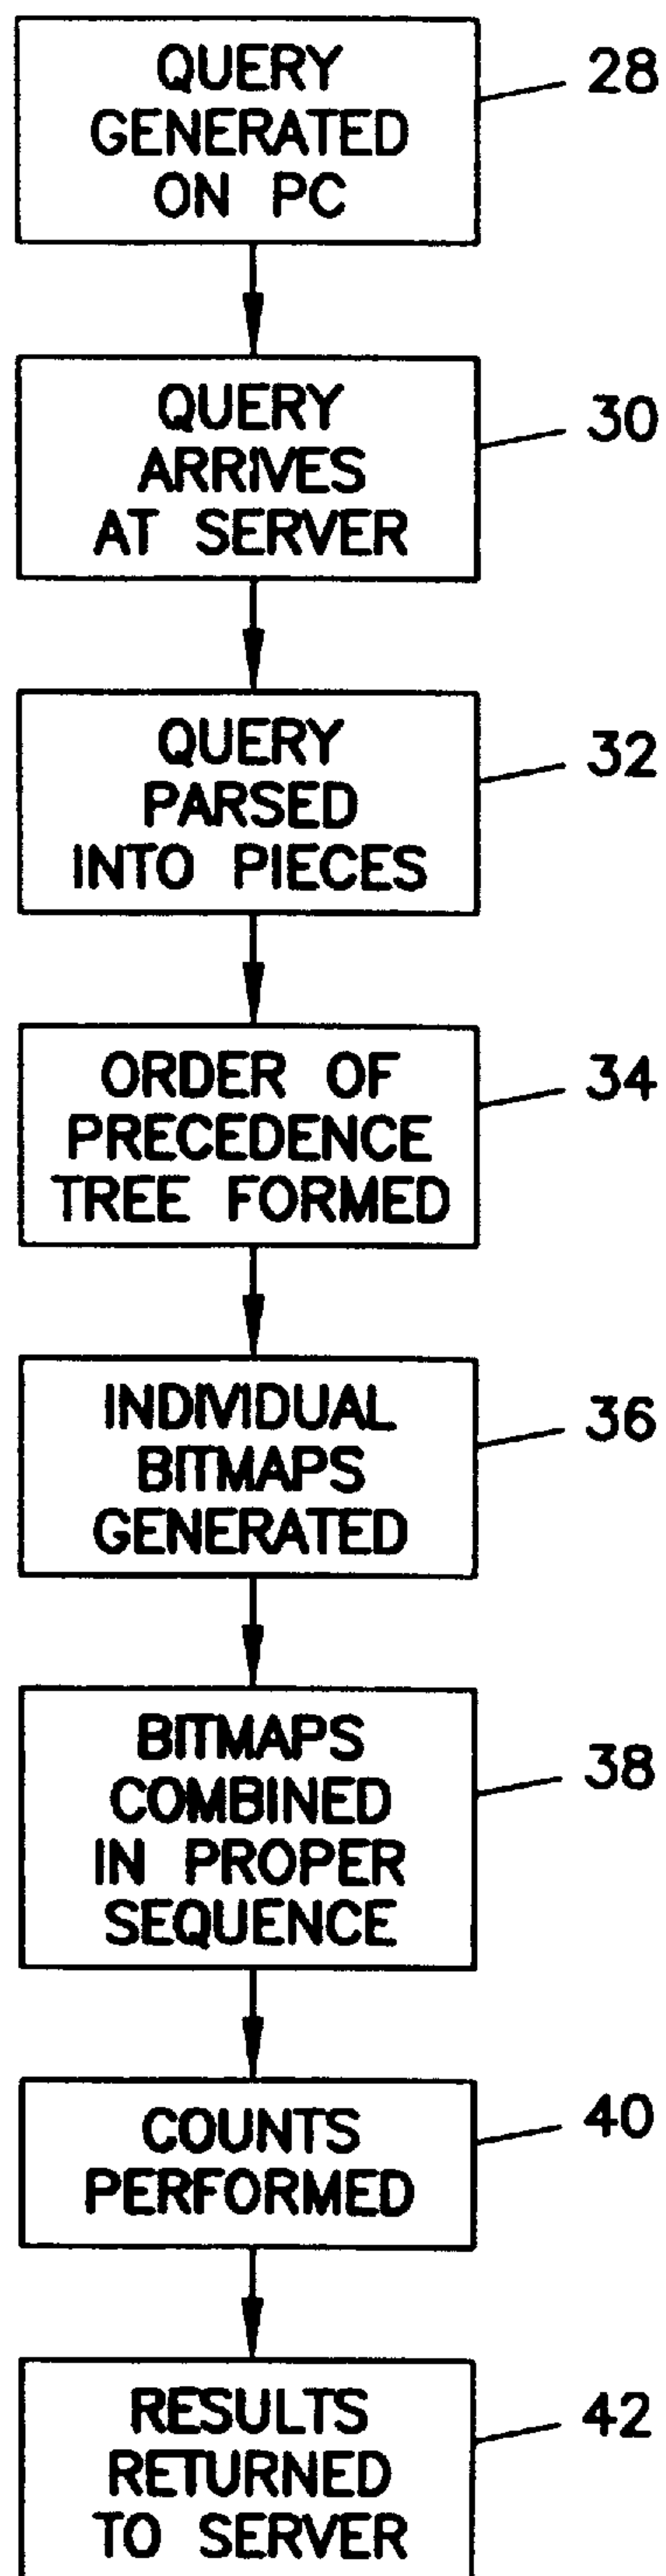 QUERY
GENERATED
ON PC
28
QUERY
ARRIVES
AT SERVER
30
QUERY
PARSED
INTO PIECES
32
ORDER OF
PRECEDENCE
TREE FORMED
34
INDIVIDUAL
BITMAPS
GENERATED
36
BITMAPS
COMBINED
IN PROPER
SEQUENCE
38
COUNTS
PERFORMED
40
RESULTS
RETURNED
TO SERVER
42